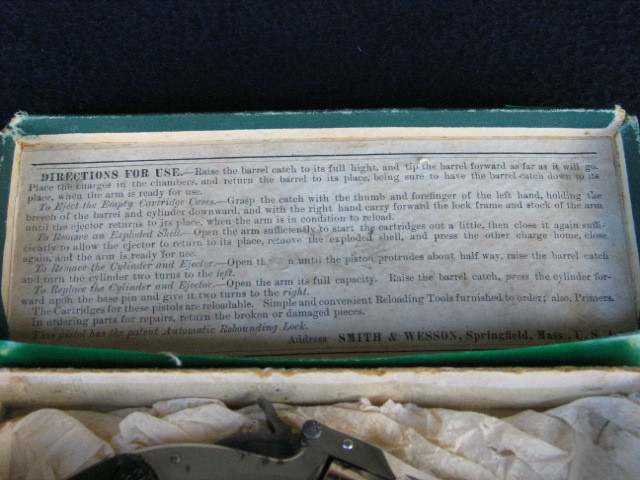 DIRECTIONS FOR USE.—Raise the barrel catch to its full hight, and tip the barrel forward as far as it will go.
Place the charges in the chambers, and return the barrel to its place, being sure to have the barrel catch down to its
place, when the arm is ready for use.
To Eject the Empty Cartridge Cases.—Grasp the catch with the thumb and forefinger of the left hand, holding the
breech of the barrel and cylinder downward, and with the right hand carry forward the lock frame and stock of the arm
until the ejector returns to its place, when the arm is in condition to reload.
To Remove an Exploded Shell.—Open the arm sufficiently to start the cartridges out a little, then close it again suffi-
ciently to allow the ejector to return to its place, remove the exploded shell, and press the other charge home, close
again, and the arm is ready for use.
To Remove the Cylinder and Ejector.—Open the until the piston protrudes about half way, raise the barrel catch
and turn the cylinder two turns to the left.
To Replace the Cylinder and Ejector.—Open the arm its full capacity. Raise the barrel catch, press the cylinder for-
ward upon the base pin and give it two turns to the right.
The Cartridges for these pistols are reloadable. Simple and convenient Reloading Tools furnished to order; also, Primers.
In ordering parts for repairs, return the broken or damaged pieces.
This pistol has the patent Automatic Rebounding Lock.
Address SMITH & WESSON, Springfield, Mass., U. S.